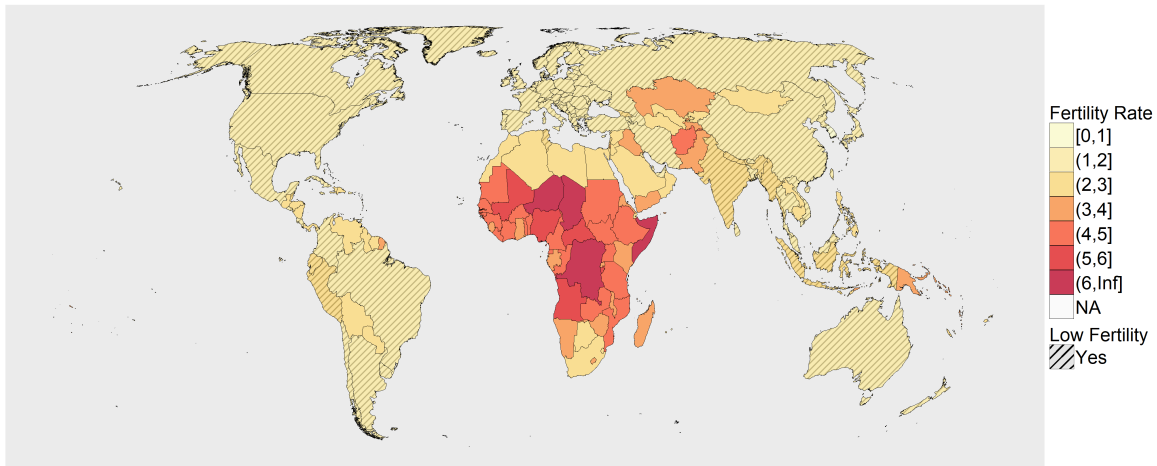 Fertility Rate
[0,1]
(1,2]
(2,3]
(3,4]
(4,5]
(5,6]
(6,Inf]
NA
Low Fertility
Yes